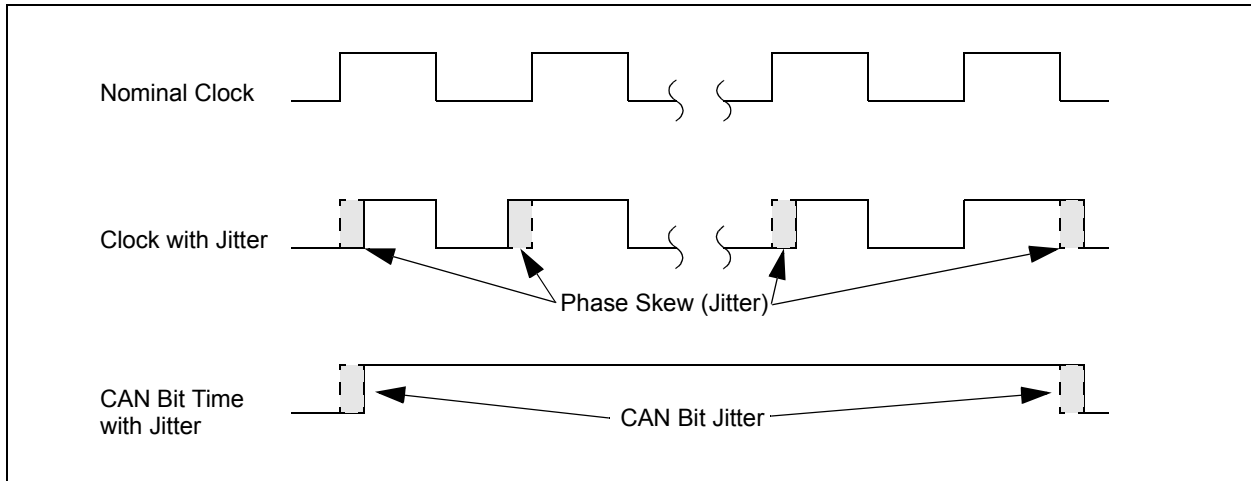 Nominal Clock
Clock with Jitter
Phase Skew (Jitter)
CAN Bit Time
with Jitter
CAN Bit Jitter